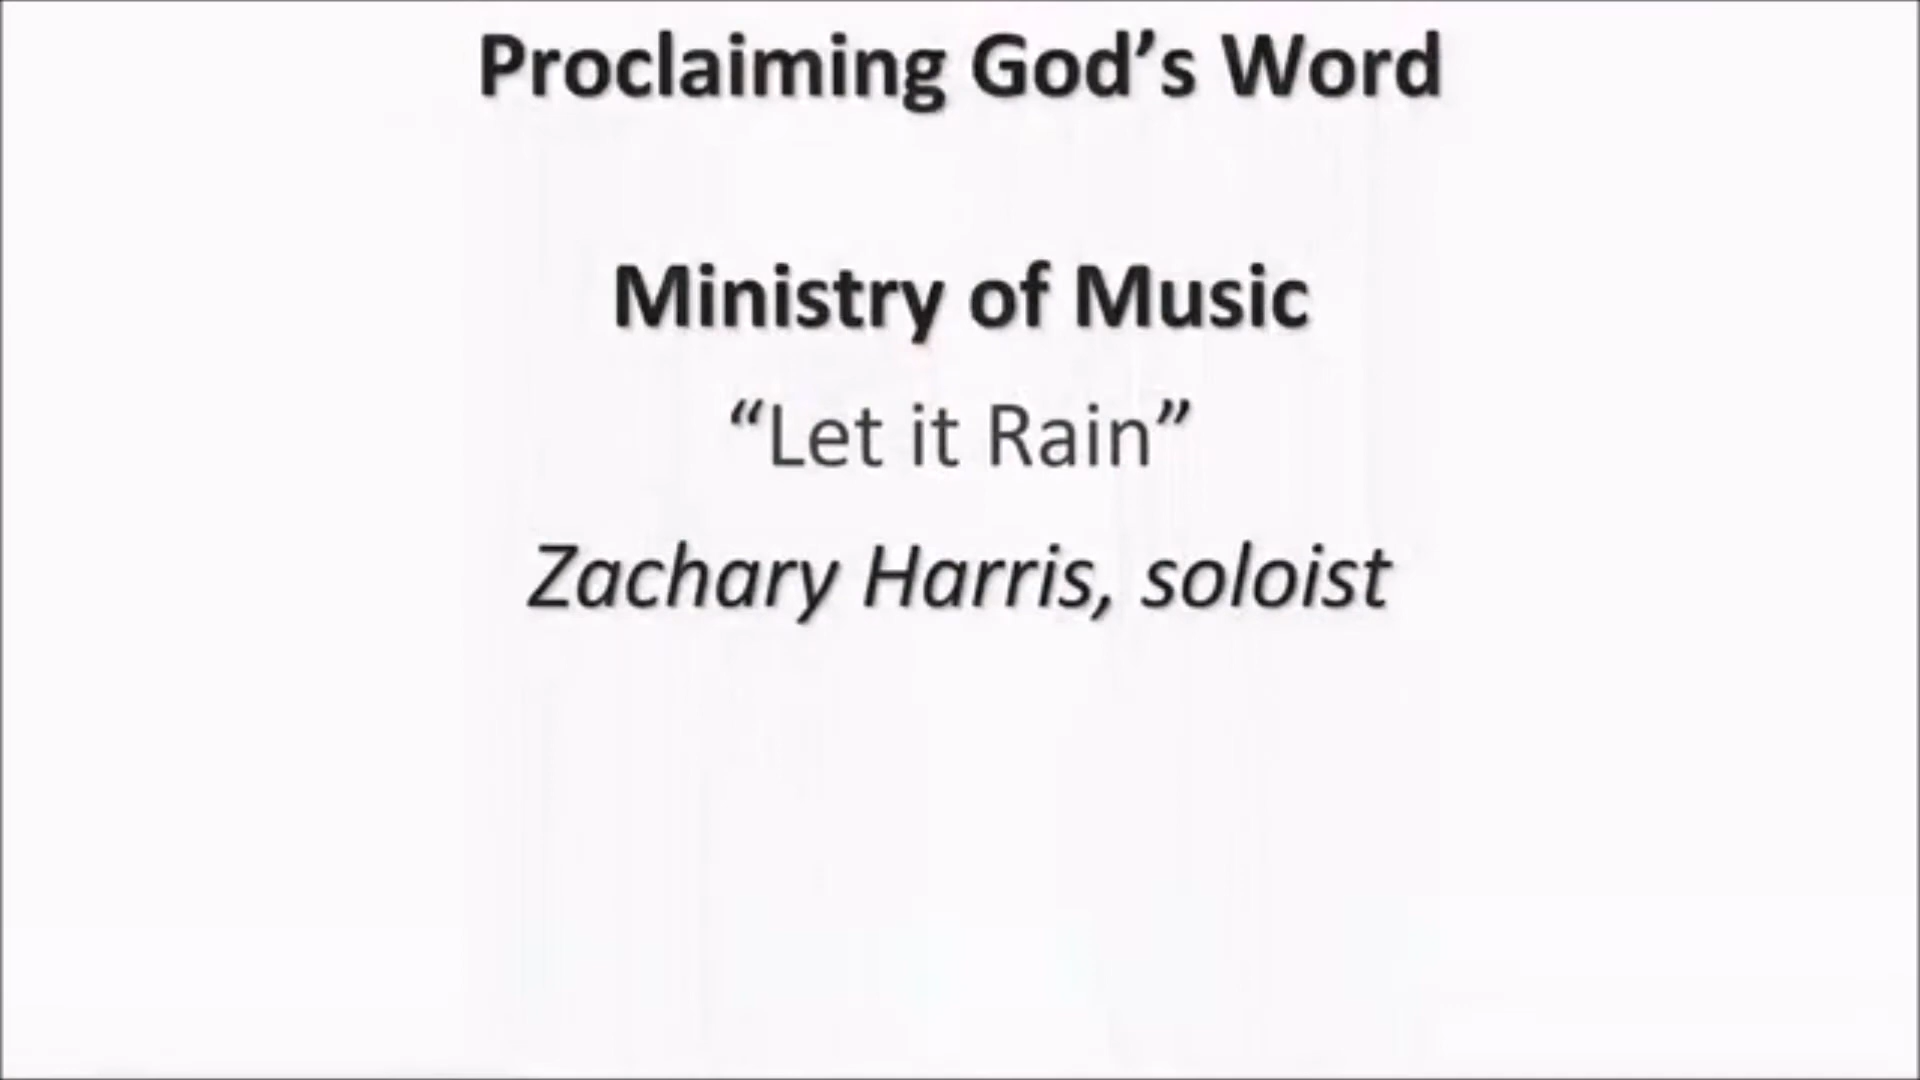 Proclaiming God’s Word
Ministry of Music
“Let it Rain”
Zachary Harris, soloist